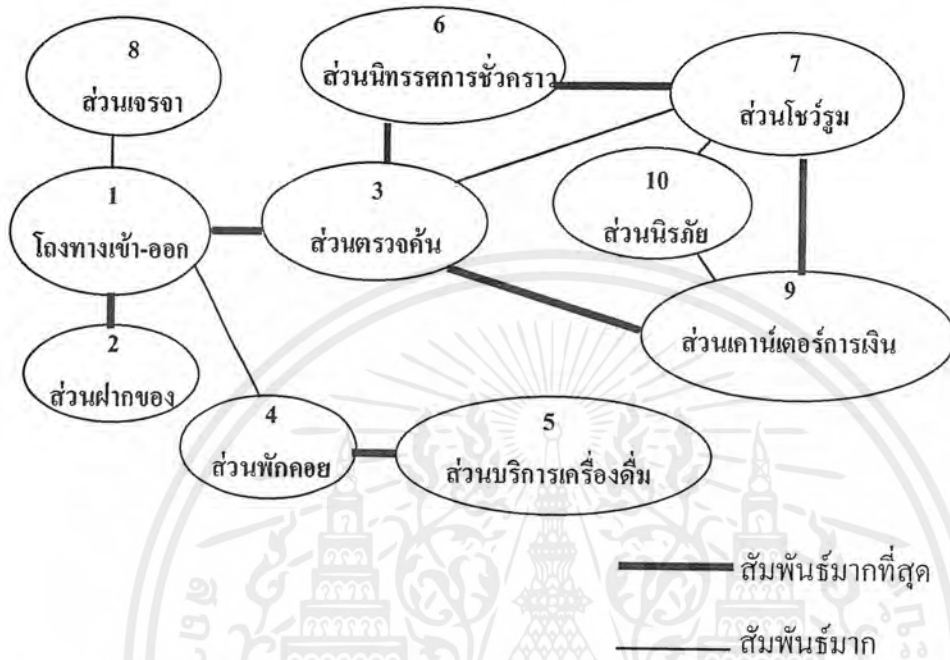 8
ส่วนเจรจา
6
ส่วนนิทรรศการชั่วคราว
7
ส่วนโชว์รูม
1
โถงทางเข้า-ออก
3
ส่วนตรวจค้น
10
ส่วนนิรภัย
2
ส่วนฝากของ
9
ส่วนเคาน์เตอร์การเงิน
4
ส่วนพักคอย
5
ส่วนบริการเครื่องดื่ม
สัมพันธ์มากที่สุด
สัมพันธ์มาก